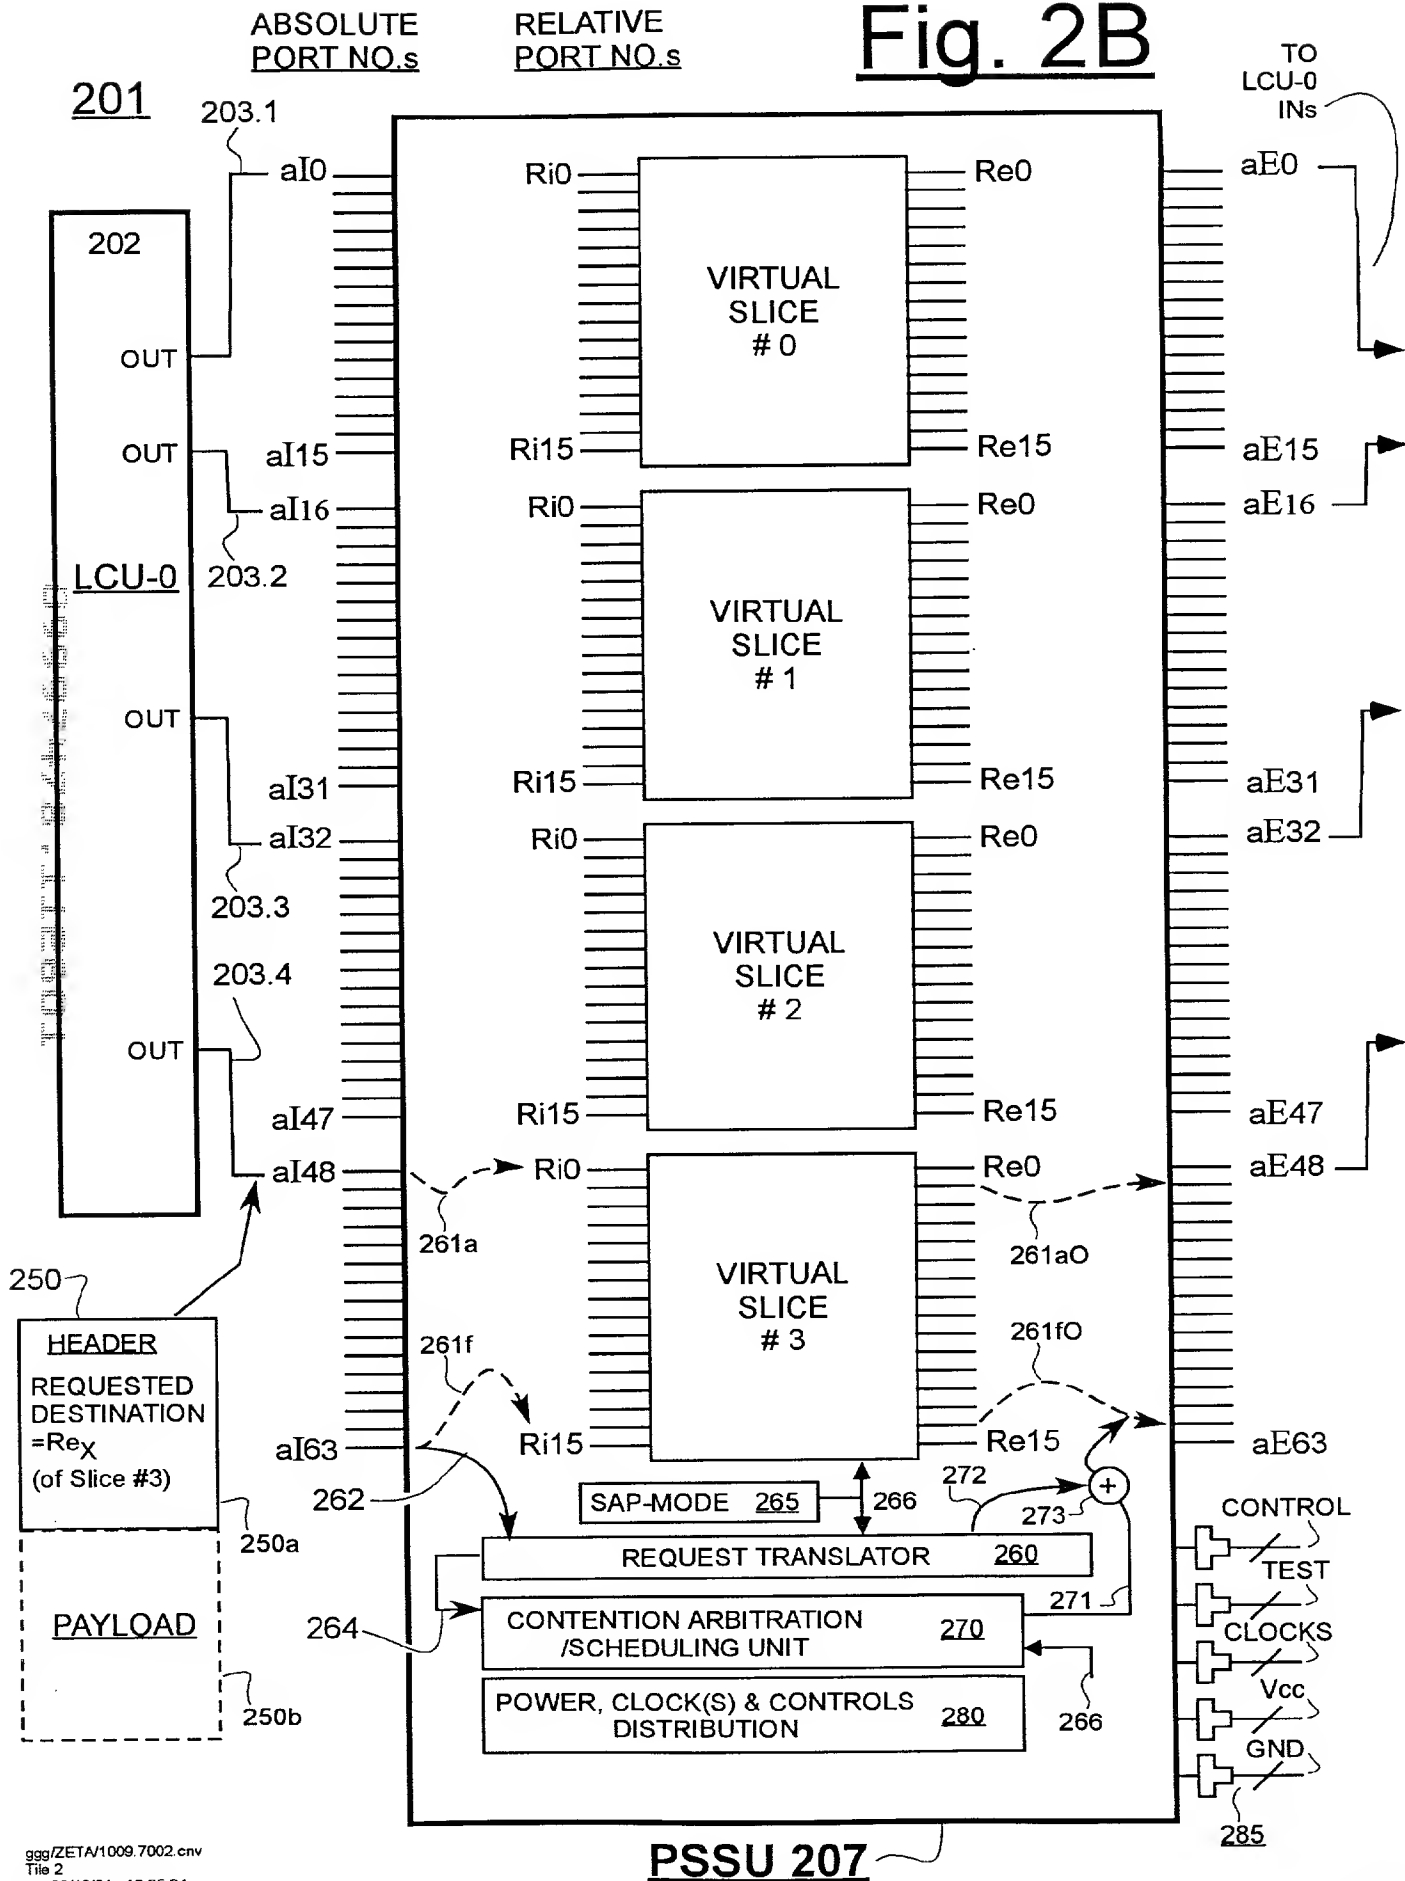 ABSOLUTE
PORT NO.s
RELATIVE
PORT NO.s
Fig. 2B
TO
LCU-0
INs
201
203.1
aI0
Ri0
Re0
aE0
202
VIRTUAL
SLICE
# 0
OUT
OUT
aI15
Ri15
Re15
aE15
aI16
Ri0
Re0
aE16
LCU-0
203.2
VIRTUAL
SLICE
# 1
OUT
aI31
Ri15
Re15
aE31
aI32
Ri0
Re0
aE32
203.3
VIRTUAL
SLICE
# 2
203.4
OUT
aI47
Ri15
Re15
aE47
aI48
Ri0
Re0
aE48
261a
261aO
VIRTUAL
SLICE
# 3
250
HEADER
REQUESTED
DESTINATION
=ReX
(of Slice #3)
261f
261fO
aI63
Ri15
Re15
aE63
262
SAP-MODE 265
266
272
273
CONTROL
250a
REQUEST TRANSLATOR 260
TEST
271
PAYLOAD
264
CONTENTION ARBITRATION
/SCHEDULING UNIT
270
CLOCKS
250b
POWER, CLOCK(S) & CONTROLS
DISTRIBUTION
280
266
Vcc
GND
285
PSSU 207
ggg/ZETA/1009.7002.cnv
Tile 2